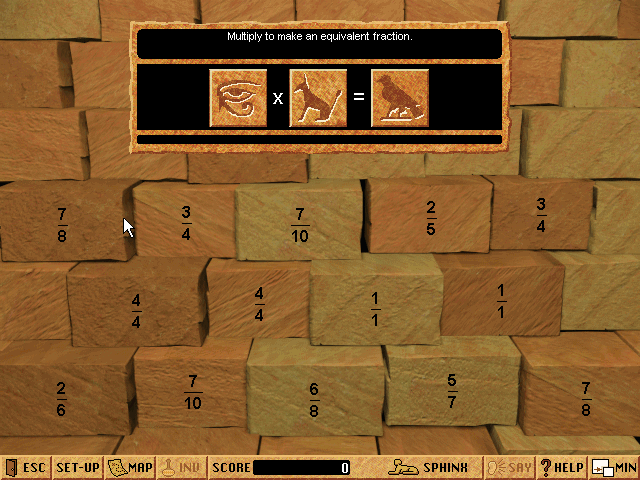 Multiply to make an equivalent fraction.
x =
7/8 3/4 7/10 2/5 3/4
4/4 4/4 1/1 1/1
2/6 7/10 6/8 5/7 7/8
ESC SET-UP MAP INV SCORE 0 SPHINX SAY ?HELP MIN